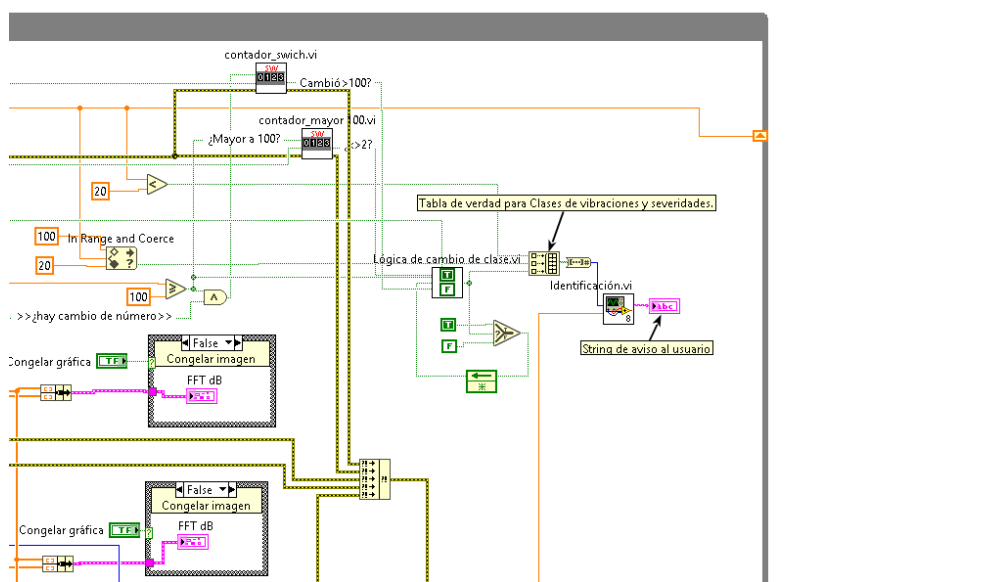 contador_swich.vi
SW
0123
Cambió>100?
contador_mayor 100.vi
SW
0123
¿Mayor a 100?
<>2?
20
<
Tabla de verdad para Clases de vibraciones y severidades.
100
In Range and Coerce
?
20
Lógica de cambio de clase.vi
T
F
100
≥
∧
Identificación.vi
8
abc
>>¿hay cambio de número>>
T
F
?
String de aviso al usuario
False
Congelar imagen
Congelar gráfica
TF
?
FFT dB
False
Congelar imagen
Congelar gráfica
TF
?
FFT dB